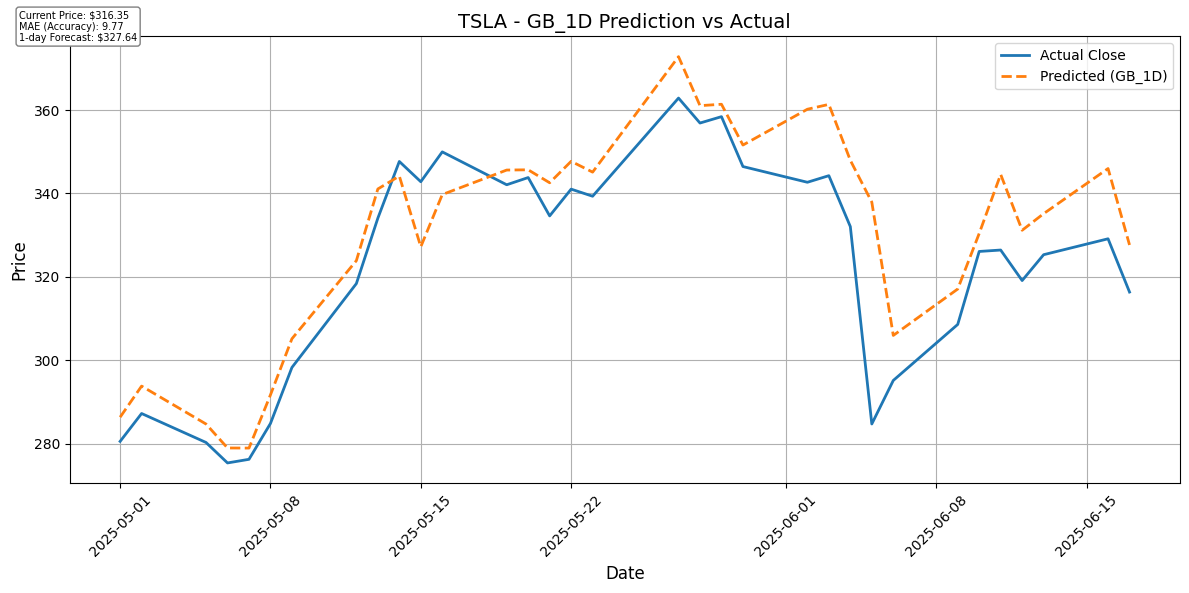 Current Price: $316.35
MAE (Accuracy): 9.77
1-day Forecast: $327.64
TSLA - GB_1D Prediction vs Actual
Actual Close
Predicted (GB_1D)
Price
360
340
320
300
280
2025-05-01
2025-05-08
2025-05-15
2025-05-22
2025-06-01
2025-06-08
2025-06-15
Date